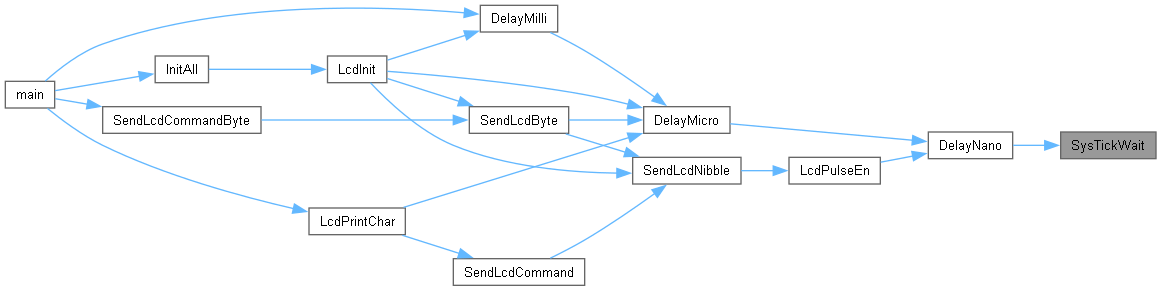 main
InitAll
SendLcdCommandByte
LcdPrintChar
LcdInit
DelayMilli
SendLcdByte
SendLcdCommand
DelayMicro
SendLcdNibble
LcdPulseEn
DelayNano
SysTickWait